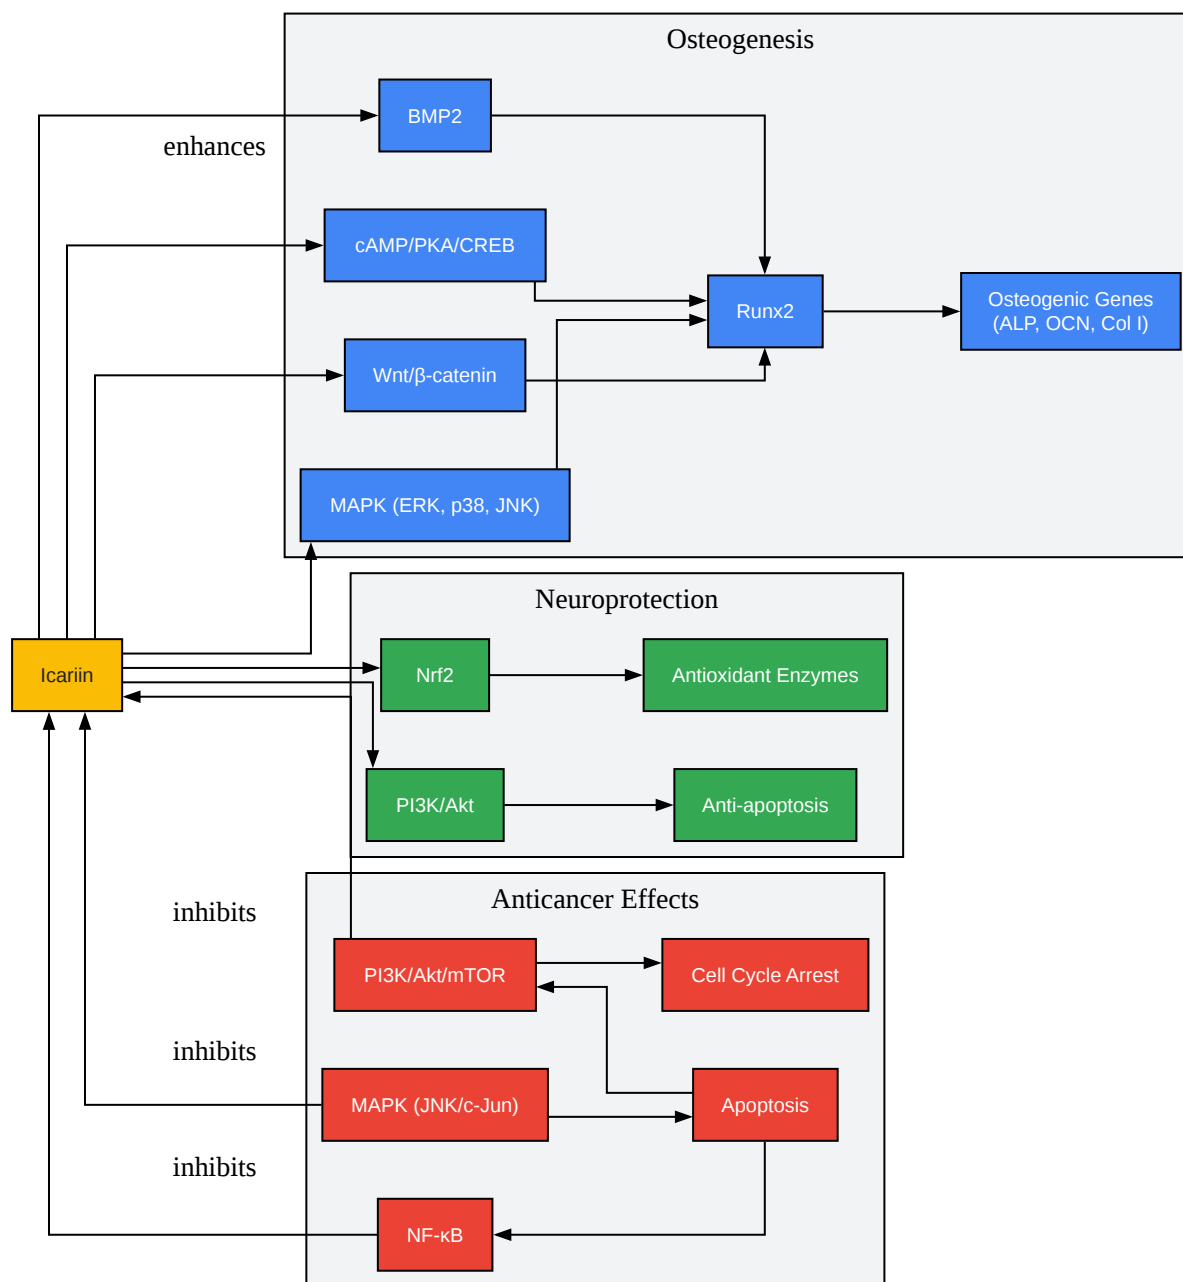 Osteogenesis
BMP2
enhances
cAMP/PKA/CREB
Runx2
Osteogenic Genes
(ALP, OCN, Col I)
Wnt/β-catenin
MAPK (ERK, p38, JNK)
Neuroprotection
Icariin
Nrf2
Antioxidant Enzymes
PI3K/Akt
Anti-apoptosis
Anticancer Effects
inhibits
PI3K/Akt/mTOR
Cell Cycle Arrest
inhibits
MAPK (JNK/c-Jun)
Apoptosis
inhibits
NF-κB